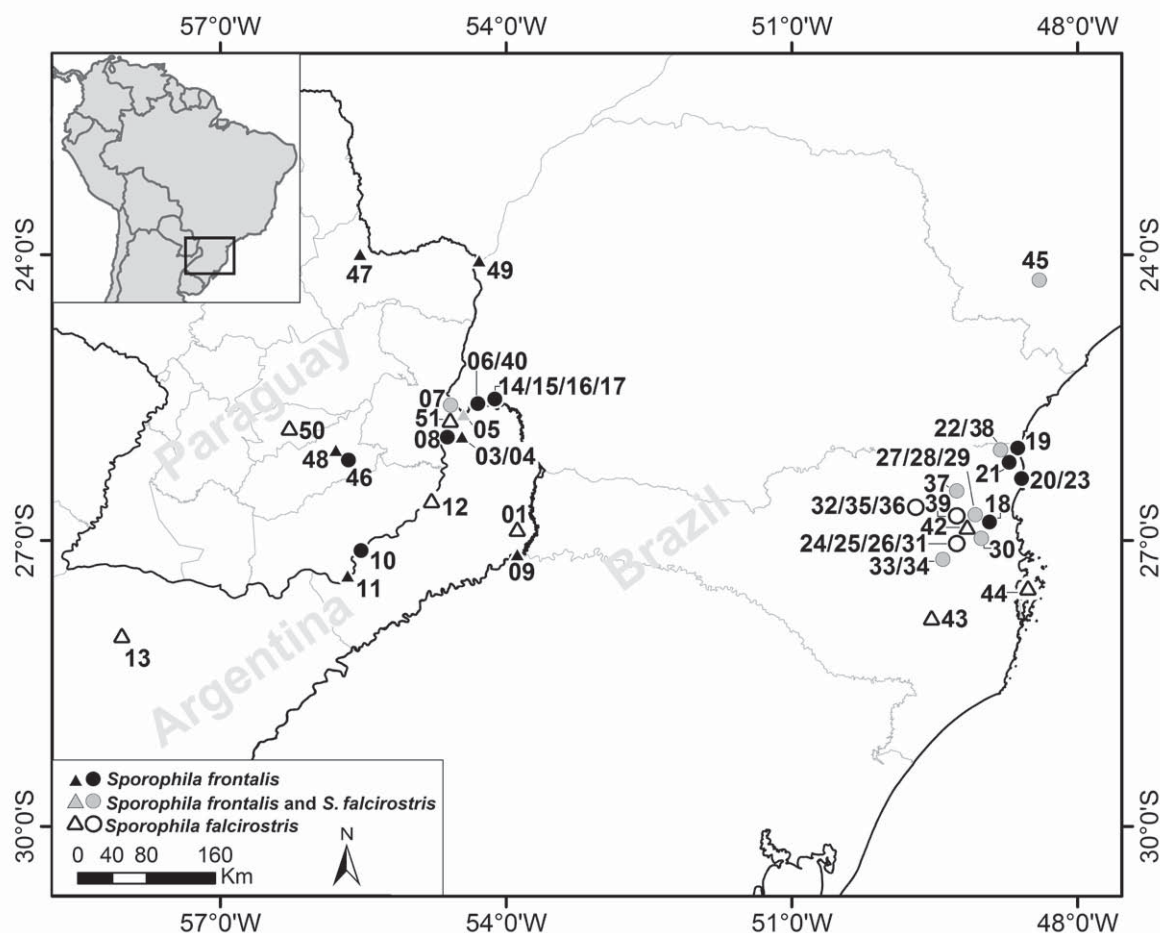 57°0'W 54°0'W 51°0'W 48°0'W
24°0'S 24°0'S
47 49 45
Paraguay
06/40
14/15/16/17
07
51 05
50 08
03/04
48
46
22/38 19
27/28/29 21
37 20/23
32/35/36 39 18
42
24/25/26/31 30
33/34
12 01
27°0'S 27°0'S
10 09
11
Brazil
44
43
13
Argentina
Sporophila frontalis
Sporophila frontalis and S. falcirostris
Sporophila falcirostris
30°0'S 30°0'S
N
0 40 80 160
Km
57°0'W 54°0'W 51°0'W 48°0'W